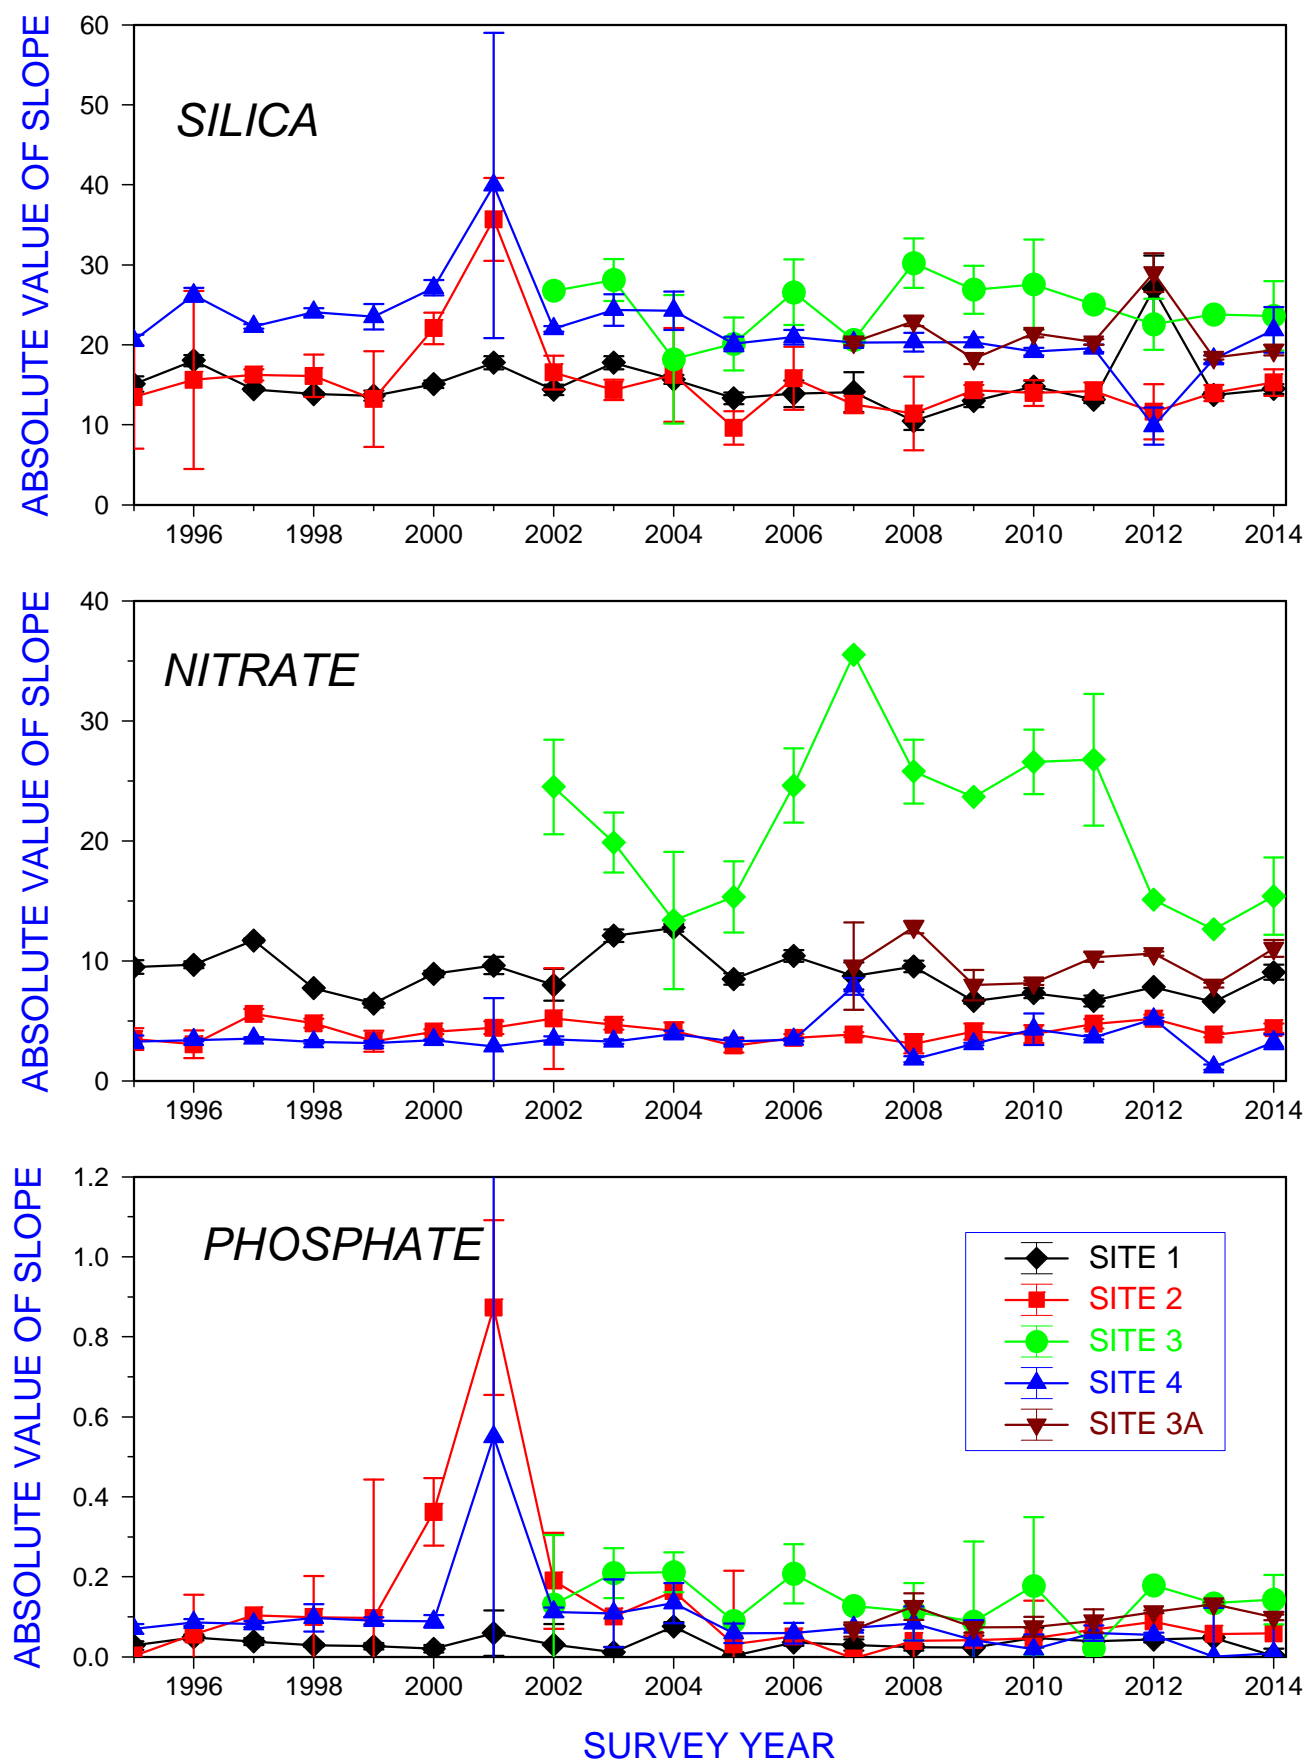 ABSOLUTE VALUE OF SLOPE
60
50
40
30
20
10
0
SILICA
1996 1998 2000 2002 2004 2006 2008 2010 2012 2014
ABSOLUTE VALUE OF SLOPE
40
30
20
10
0
NITRATE
1996 1998 2000 2002 2004 2006 2008 2010 2012 2014
ABSOLUTE VALUE OF SLOPE
1.2
1.0
0.8
0.6
0.4
0.2
0.0
PHOSPHATE
SITE 1
SITE 2
SITE 3
SITE 4
SITE 3A
1996 1998 2000 2002 2004 2006 2008 2010 2012 2014
SURVEY YEAR